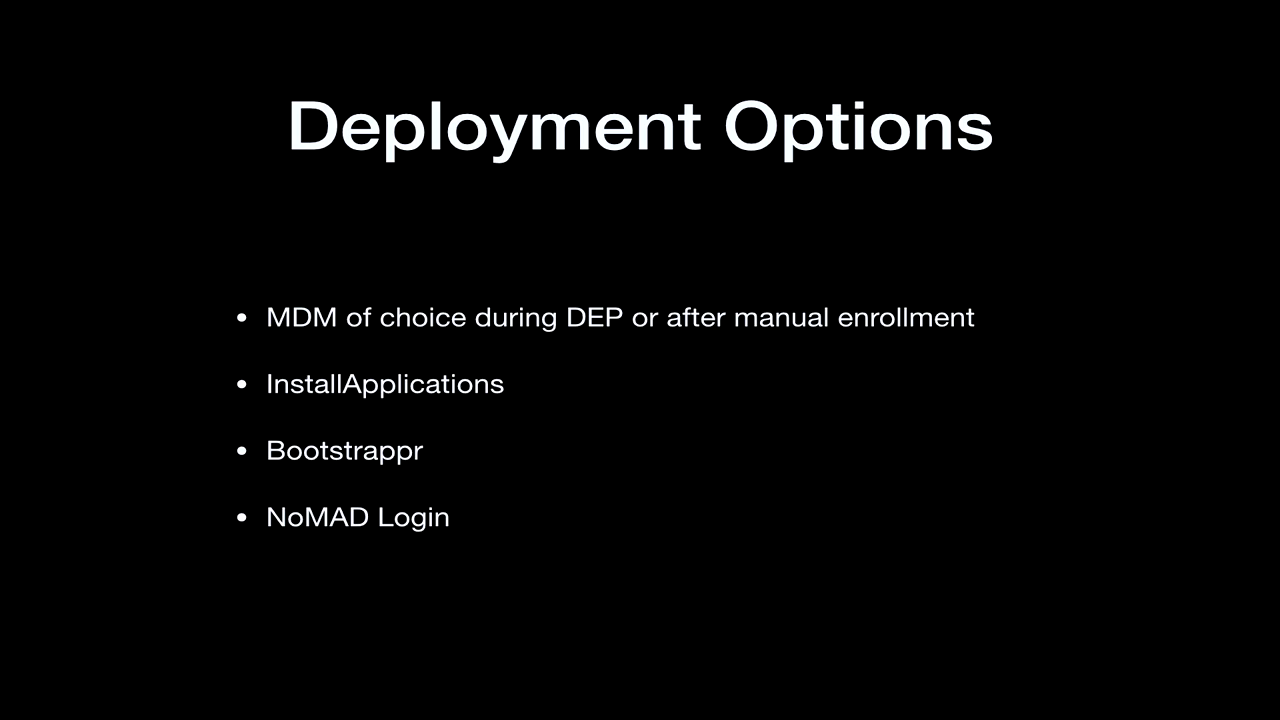 Deployment Options
• MDM of choice during DEP or after manual enrollment
• InstallApplications
• Bootstrappr
• NoMAD Login